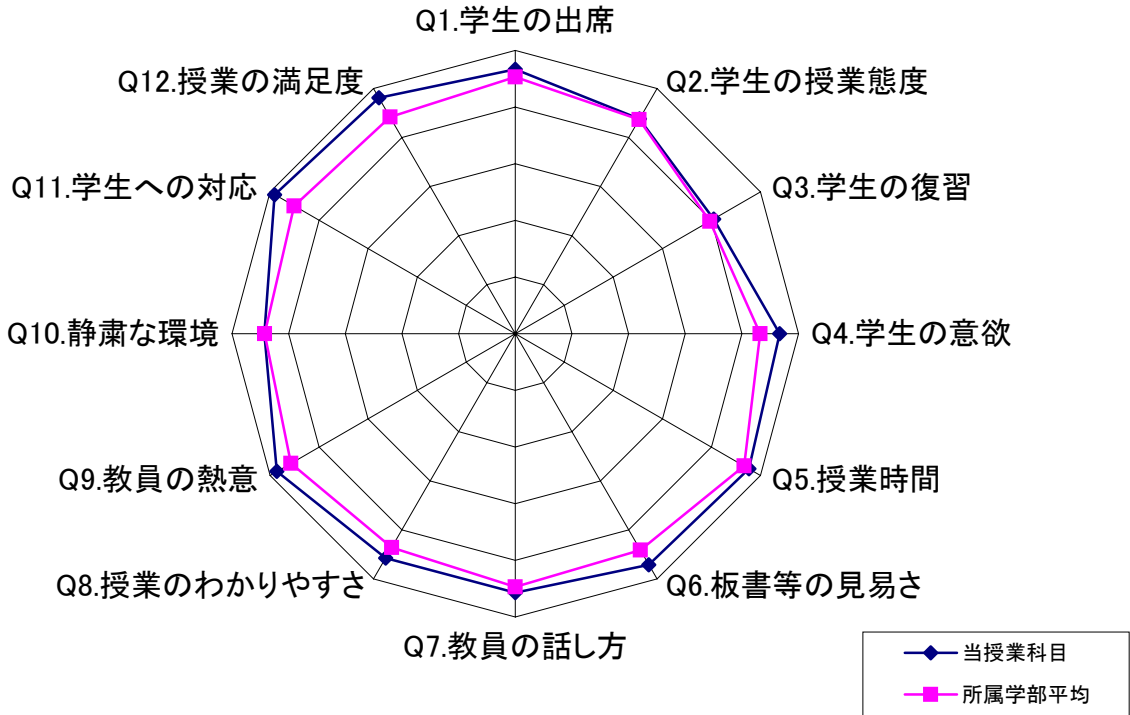 Q1.学生の出席
Q2.学生の授業態度
Q3.学生の復習
Q4.学生の意欲
Q5.授業時間
Q6.板書等の見易さ
Q7.教員の話し方
Q8.授業のわかりやすさ
Q9.教員の熱意
Q10.静粛な環境
Q11.学生への対応
Q12.授業の満足度
当授業科目
所属学部平均